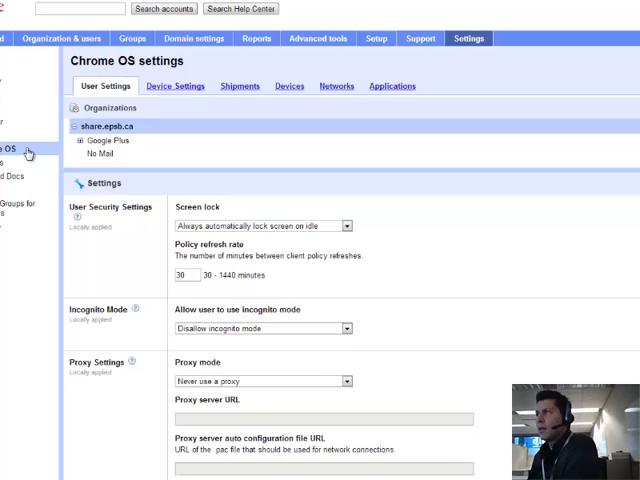 Search accounts Search Help Center
Organization & users Groups Domain settings Reports Advanced tools Setup Support Settings
Chrome OS settings
User Settings Device Settings Shipments Devices Networks Applications
Organizations
share.epsb.ca
Google Plus
No Mail
OS
d Docs
Groups for
Settings
User Security Settings
Locally applied
Screen lock
Always automatically lock screen on idle
Policy refresh rate
The number of minutes between client policy refreshes.
30 30 - 1440 minutes
Incognito Mode
Locally applied
Allow user to use incognito mode
Disallow incognito mode
Proxy Settings
Locally applied
Proxy mode
Never use a proxy
Proxy server URL
Proxy server auto configuration file URL
URL of the .pac file that should be used for network connections.